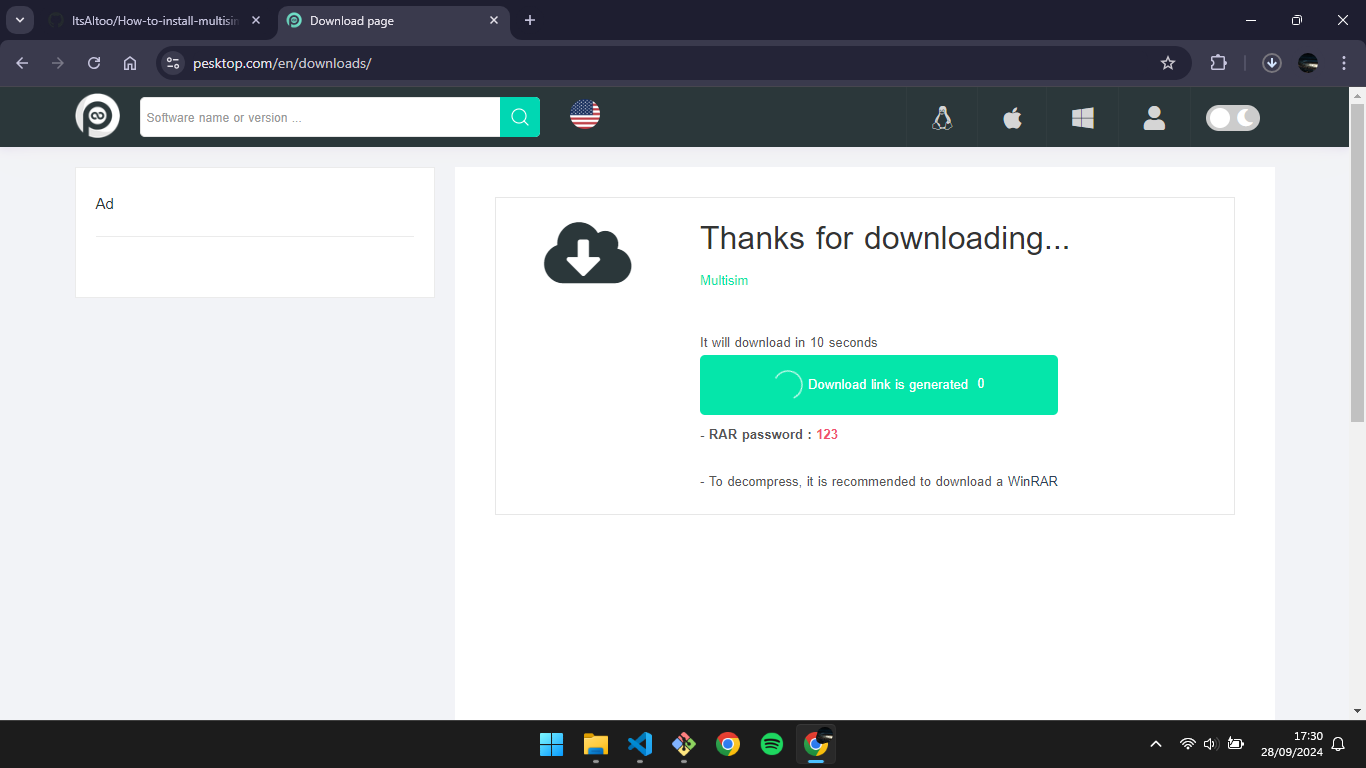 ItsAltoo/How-to-install-multisim
Download page
pesktop.com/en/downloads/
Software name or version ...
Ad
Thanks for downloading...
Multisim
It will download in 10 seconds
Download link is generated 0
- RAR password : 123
- To decompress, it is recommended to download a WinRAR
17:30
28/09/2024